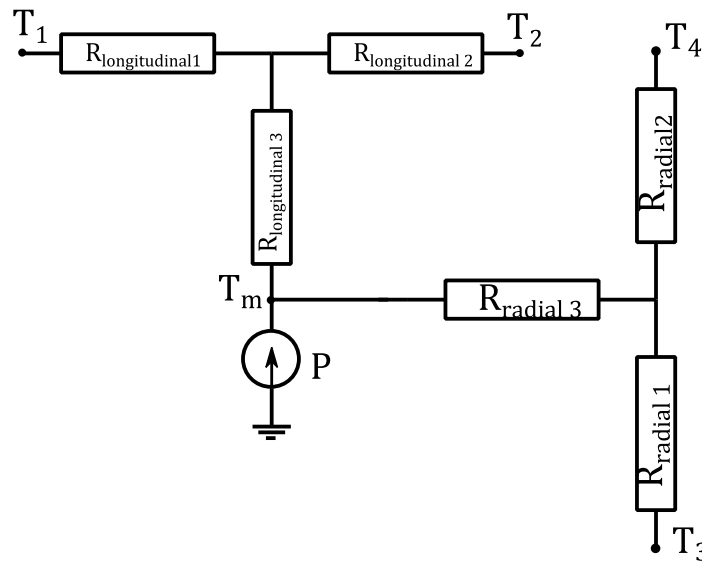 T1
Rlongitudinal1
Rlongitudinal 2
T2
T4
Rlongitudinal 3
Rradial2
Tm
Rradial 3
P
Rradial 1
T3